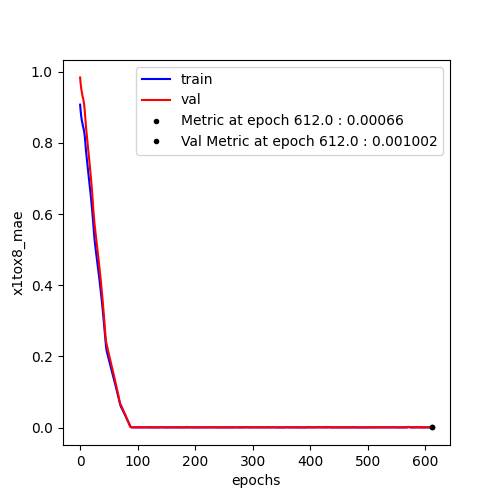 train
val
Metric at epoch 612.0 : 0.00066
Val Metric at epoch 612.0 : 0.001002
1.0
0.8
0.6
0.4
0.2
0.0
x1tox8_mae
0 100 200 300 400 500 600
epochs